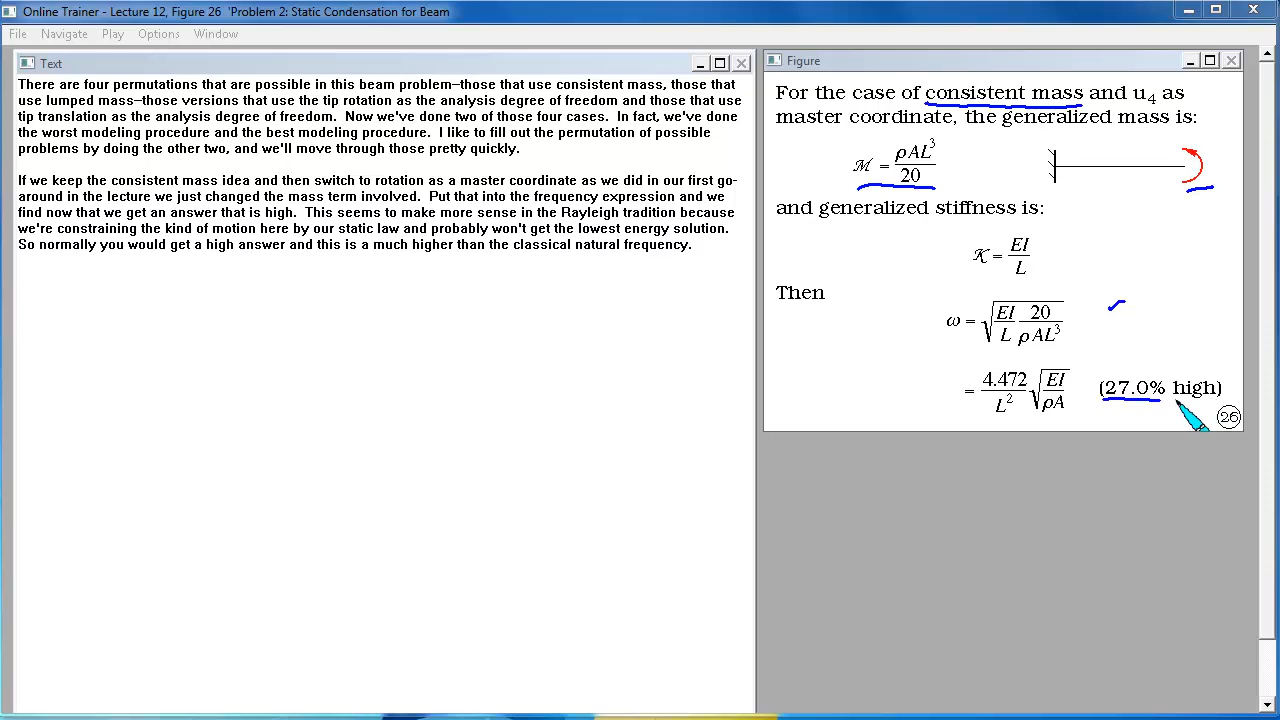 Online Trainer - Lecture 12, Figure 26 'Problem 2: Static Condensation for Beam
File Navigate Play Options Window
Text
There are four permutations that are possible in this beam problem--those that use consistent mass, those that
use lumped mass--those versions that use the tip rotation as the analysis degree of freedom and those that use
tip translation as the analysis degree of freedom. Now we've done two of those four cases. In fact, we've done
the worst modeling procedure and the best modeling procedure. I like to fill out the permutation of possible
problems by doing the other two, and we'll move through those pretty quickly.
If we keep the consistent mass idea and then switch to rotation as a master coordinate as we did in our first go-
around in the lecture we just changed the mass term involved. Put that into the frequency expression and we
find now that we get an answer that is high. This seems to make more sense in the Rayleigh tradition because
we're constraining the kind of motion here by our static law and probably won't get the lowest energy solution.
So normally you would get a high answer and this is a much higher than the classical natural frequency.
Figure
For the case of consistent mass and u₄ as
master coordinate, the generalized mass is:
ℳ = ρAL³/20
and generalized stiffness is:
𝒦 = EI/L
Then
ω = √(EI/L 20/ρAL³)
= 4.472/L² √(EI/ρA) (27.0% high)
26